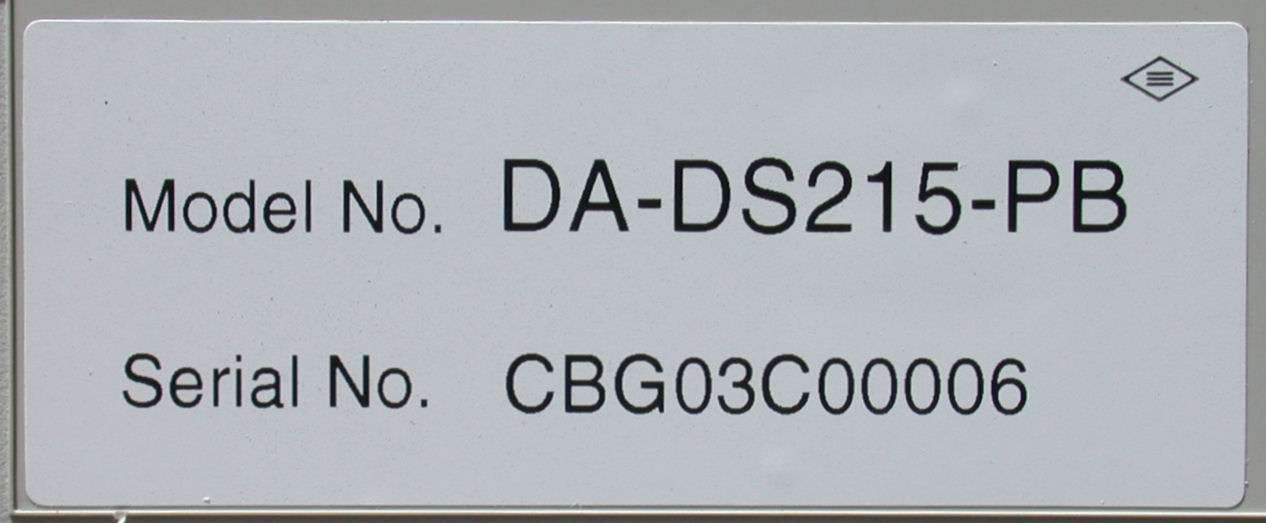 Model No. DA-DS215-PB
Serial No. CBG03C00006